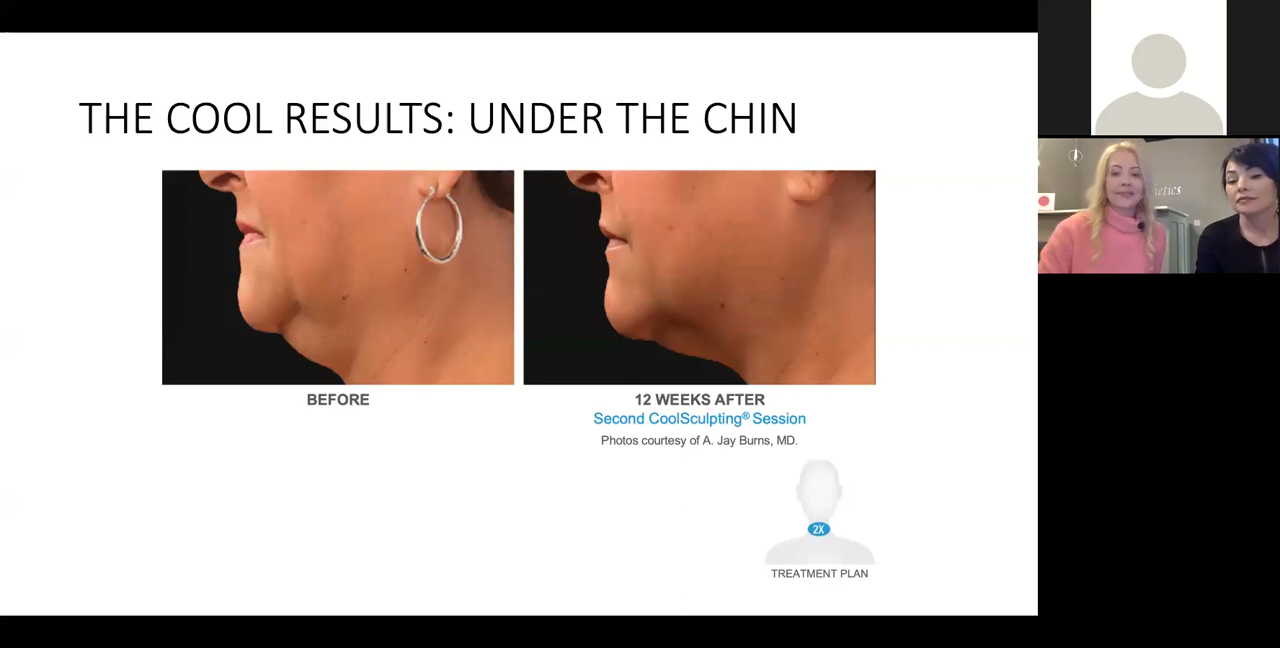 THE COOL RESULTS: UNDER THE CHIN
BEFORE
12 WEEKS AFTER
Second CoolSculpting® Session
Photos courtesy of A. Jay Burns, MD.
2X
TREATMENT PLAN